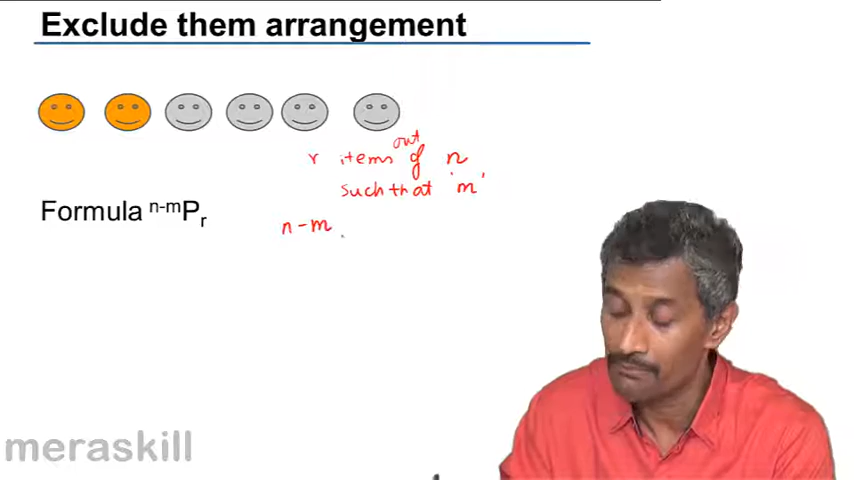 Exclude them arrangement
r items out of n
such that 'm'
Formula n-mPr
n-m
meraskill